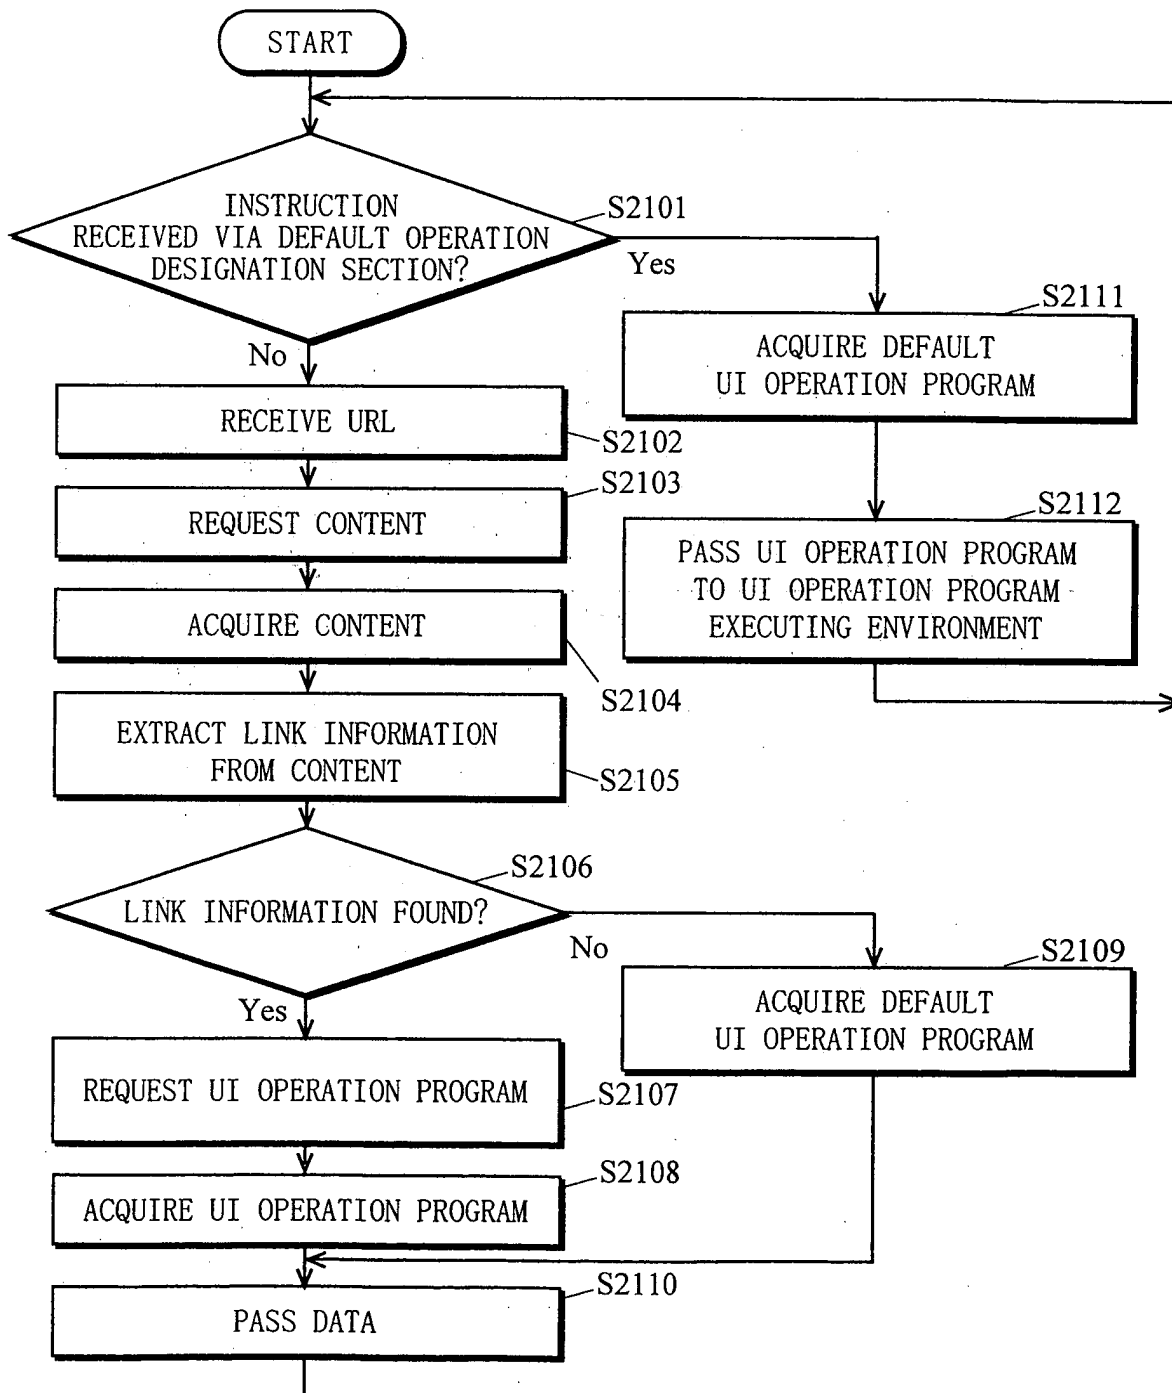 START
INSTRUCTION
RECEIVED VIA DEFAULT OPERATION
DESIGNATION SECTION?
S2101
Yes
No
S2111
ACQUIRE DEFAULT
UI OPERATION PROGRAM
RECEIVE URL
S2102
S2103
REQUEST CONTENT
S2112
PASS UI OPERATION PROGRAM
TO UI OPERATION PROGRAM
EXECUTING ENVIRONMENT
ACQUIRE CONTENT
S2104
EXTRACT LINK INFORMATION
FROM CONTENT
S2105
S2106
LINK INFORMATION FOUND?
No
Yes
S2109
ACQUIRE DEFAULT
UI OPERATION PROGRAM
REQUEST UI OPERATION PROGRAM
S2107
S2108
ACQUIRE UI OPERATION PROGRAM
S2110
PASS DATA